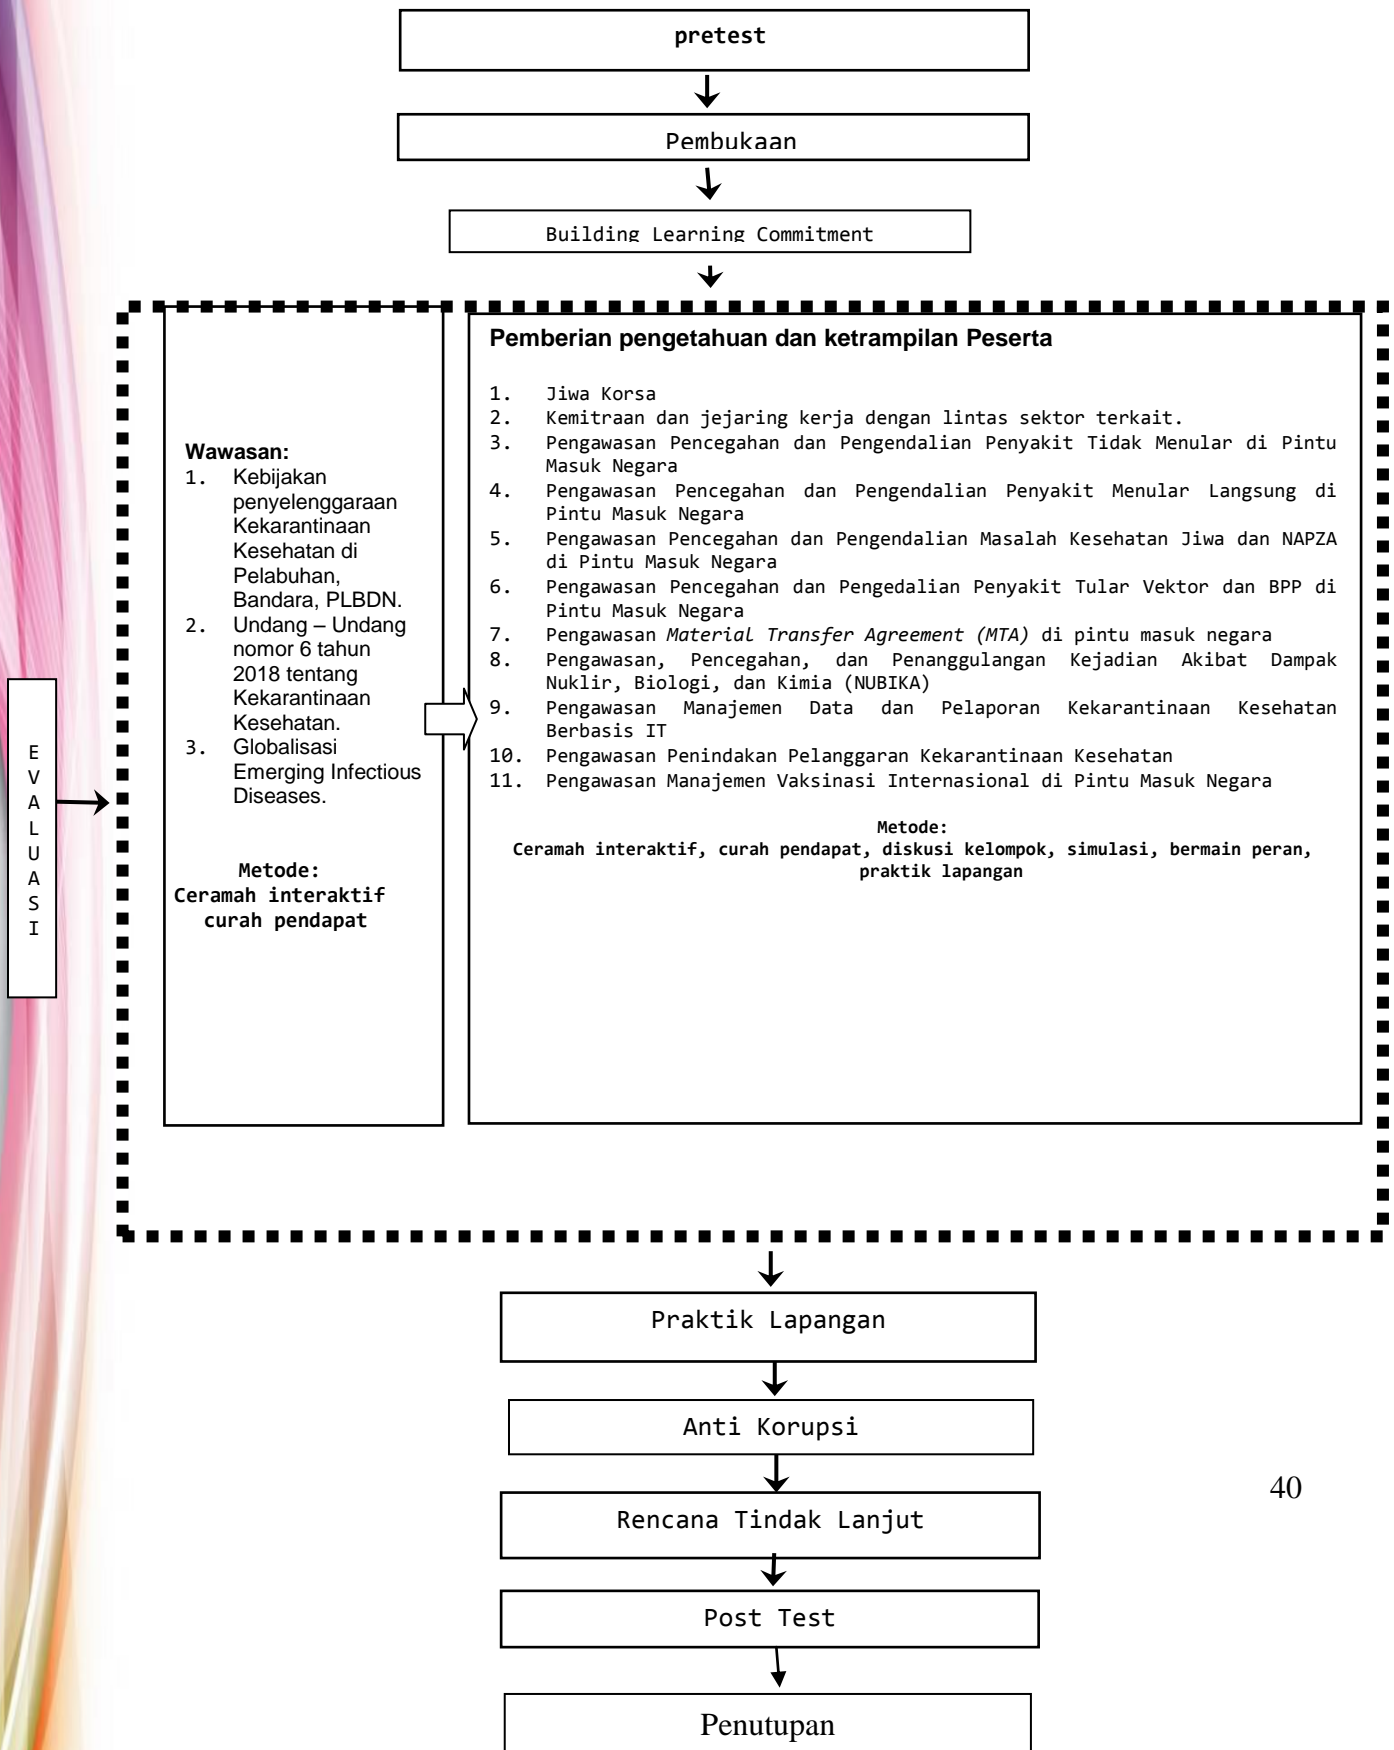 pretest
Pembukaan
Building Learning Commitment
EVALUASI
Wawasan:
1. Kebijakan
penyelenggaraan
Kekarantinaan
Kesehatan di
Pelabuhan,
Bandara, PLBDN.
2. Undang – Undang
nomor 6 tahun
2018 tentang
Kekarantinaan
Kesehatan.
3. Globalisasi
Emerging Infectious
Diseases.
Metode:
Ceramah interaktif
curah pendapat
Pemberian pengetahuan dan ketrampilan Peserta
1. Jiwa Korsa
2. Kemitraan dan jejaring kerja dengan lintas sektor terkait.
3. Pengawasan Pencegahan dan Pengendalian Penyakit Tidak Menular di Pintu
Masuk Negara
4. Pengawasan Pencegahan dan Pengendalian Penyakit Menular Langsung di
Pintu Masuk Negara
5. Pengawasan Pencegahan dan Pengendalian Masalah Kesehatan Jiwa dan NAPZA
di Pintu Masuk Negara
6. Pengawasan Pencegahan dan Pengedalian Penyakit Tular Vektor dan BPP di
Pintu Masuk Negara
7. Pengawasan Material Transfer Agreement (MTA) di pintu masuk negara
8. Pengawasan, Pencegahan, dan Penanggulangan Kejadian Akibat Dampak
Nuklir, Biologi, dan Kimia (NUBIKA)
9. Pengawasan Manajemen Data dan Pelaporan Kekarantinaan Kesehatan
Berbasis IT
10. Pengawasan Penindakan Pelanggaran Kekarantinaan Kesehatan
11. Pengawasan Manajemen Vaksinasi Internasional di Pintu Masuk Negara
Metode:
Ceramah interaktif, curah pendapat, diskusi kelompok, simulasi, bermain peran,
praktik lapangan
Praktik Lapangan
Anti Korupsi
Rencana Tindak Lanjut
Post Test
Penutupan
40